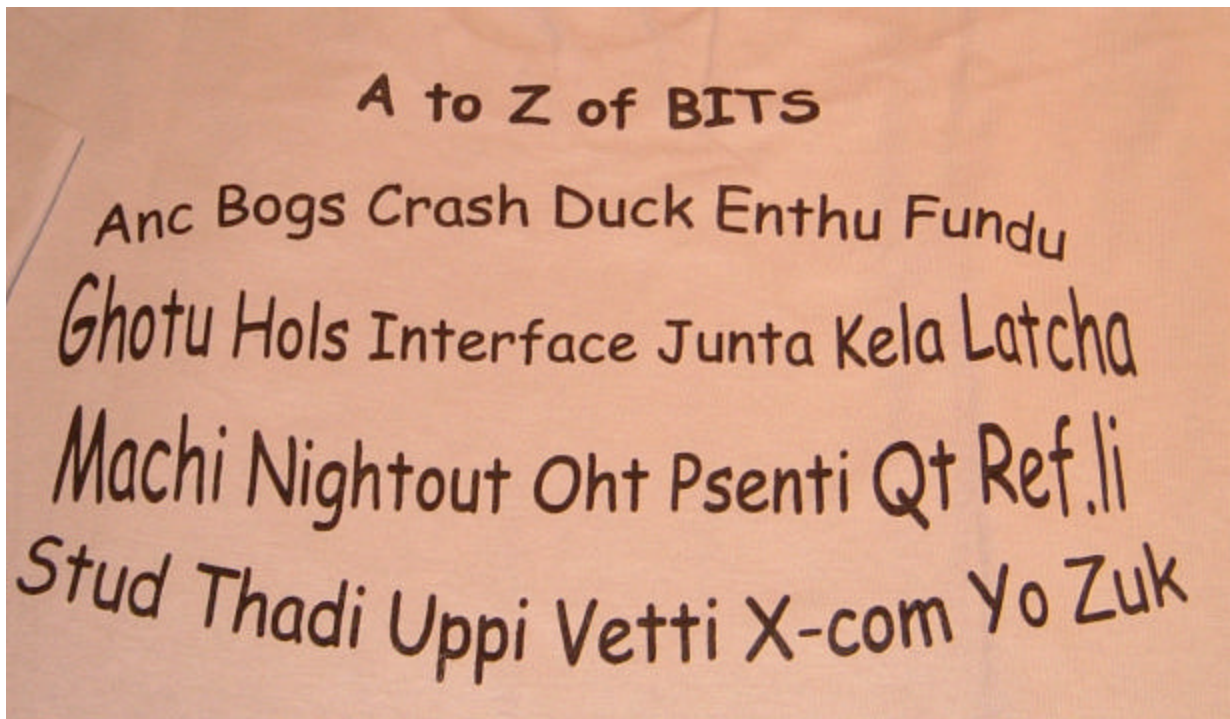 A to Z of BITS
Anc Bogs Crash Duck Enthu Fundu
Ghotu Hols Interface Junta Kela Latcha
Machi Nightout Oht Psenti Qt Ref.li
Stud Thadi Uppi Vetti X-com Yo Zuk